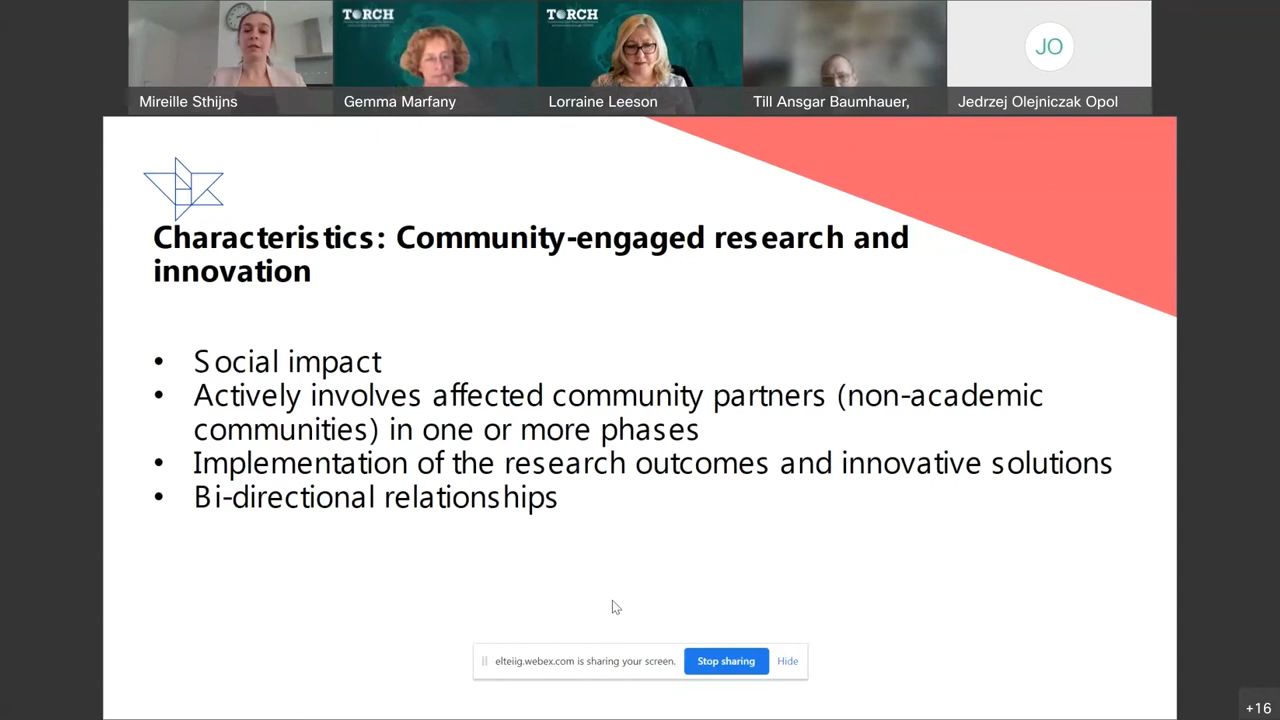 TORCH
TORCH
JO
Mireille Sthijns
Gemma Marfany
Lorraine Leeson
Till Ansgar Baumhauer,
Jedrzej Olejniczak Opol
Characteristics: Community-engaged research and
innovation
• Social impact
• Actively involves affected community partners (non-academic
communities) in one or more phases
• Implementation of the research outcomes and innovative solutions
• Bi-directional relationships
elteiig.webex.com is sharing your screen.
Stop sharing
Hide
+16